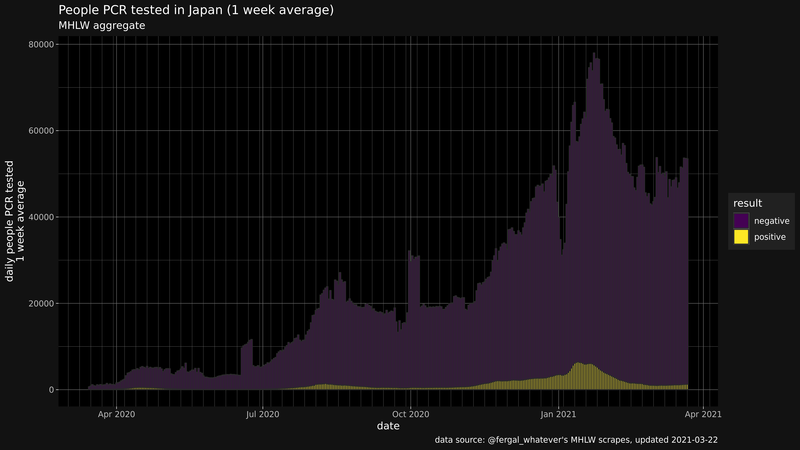 People PCR tested in Japan (1 week average)
MHLW aggregate
80000
60000
40000
20000
0
daily people PCR tested
1 week average
Apr 2020
Jul 2020
Oct 2020
Jan 2021
Apr 2021
date
result
negative
positive
data source: @fergal_whatever's MHLW scrapes, updated 2021-03-22